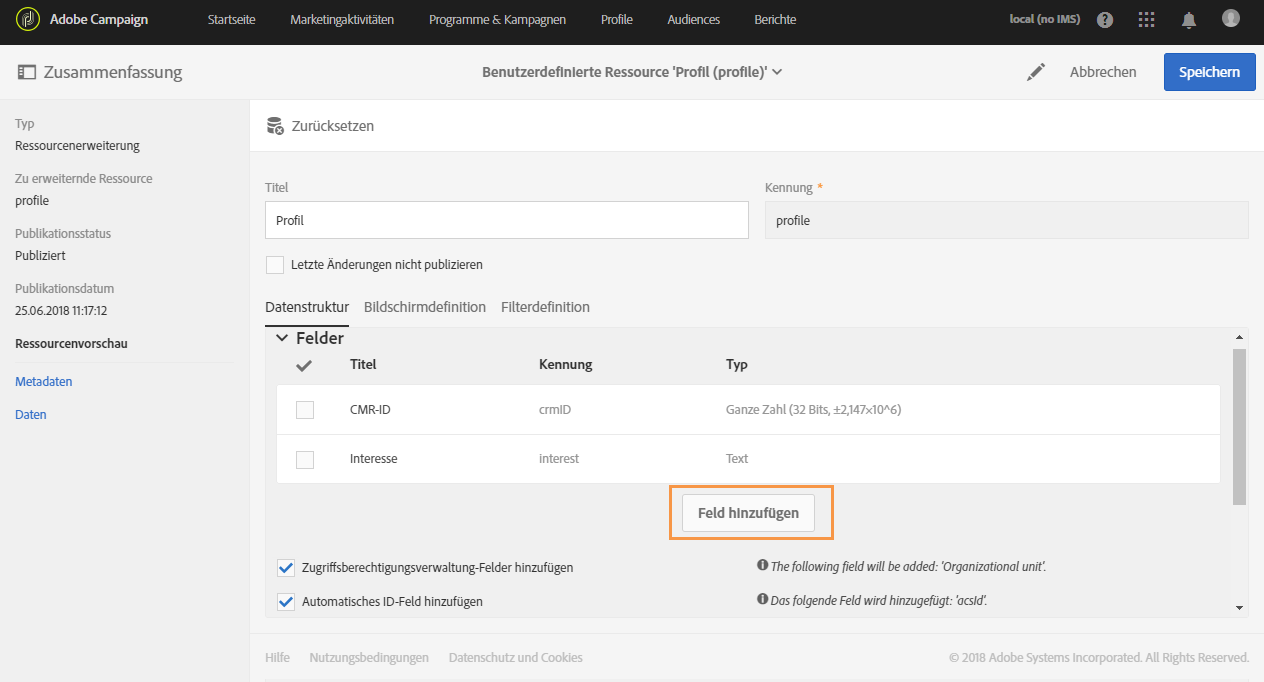 Adobe Campaign Startseite Marketingaktivitäten Programme & Kampagnen Profile Audiences Berichte local (no IMS)
Zusammenfassung Benutzerdefinierte Ressource 'Profil (profile)' Abbrechen Speichern
Typ
Ressourcenerweiterung
Zu erweiternde Ressource
profile
Publikationsstatus
Publiziert
Publikationsdatum
25.06.2018 11:17:12
Ressourcenvorschau
Metadaten
Daten
Zurücksetzen
Titel Kennung *
Profil profile
Letzte Änderungen nicht publizieren
Datenstruktur Bildschirmdefinition Filterdefinition
Felder
Titel Kennung Typ
CMR-ID crmID Ganze Zahl (32 Bits, ±2,147×10^6)
Interesse interest Text
Feld hinzufügen
Zugriffsberechtigungsverwaltung-Felder hinzufügen The following field will be added: 'Organizational unit'.
Automatisches ID-Feld hinzufügen Das folgende Feld wird hinzugefügt: 'acsId'.
Hilfe Nutzungsbedingungen Datenschutz und Cookies © 2018 Adobe Systems Incorporated. All Rights Reserved.